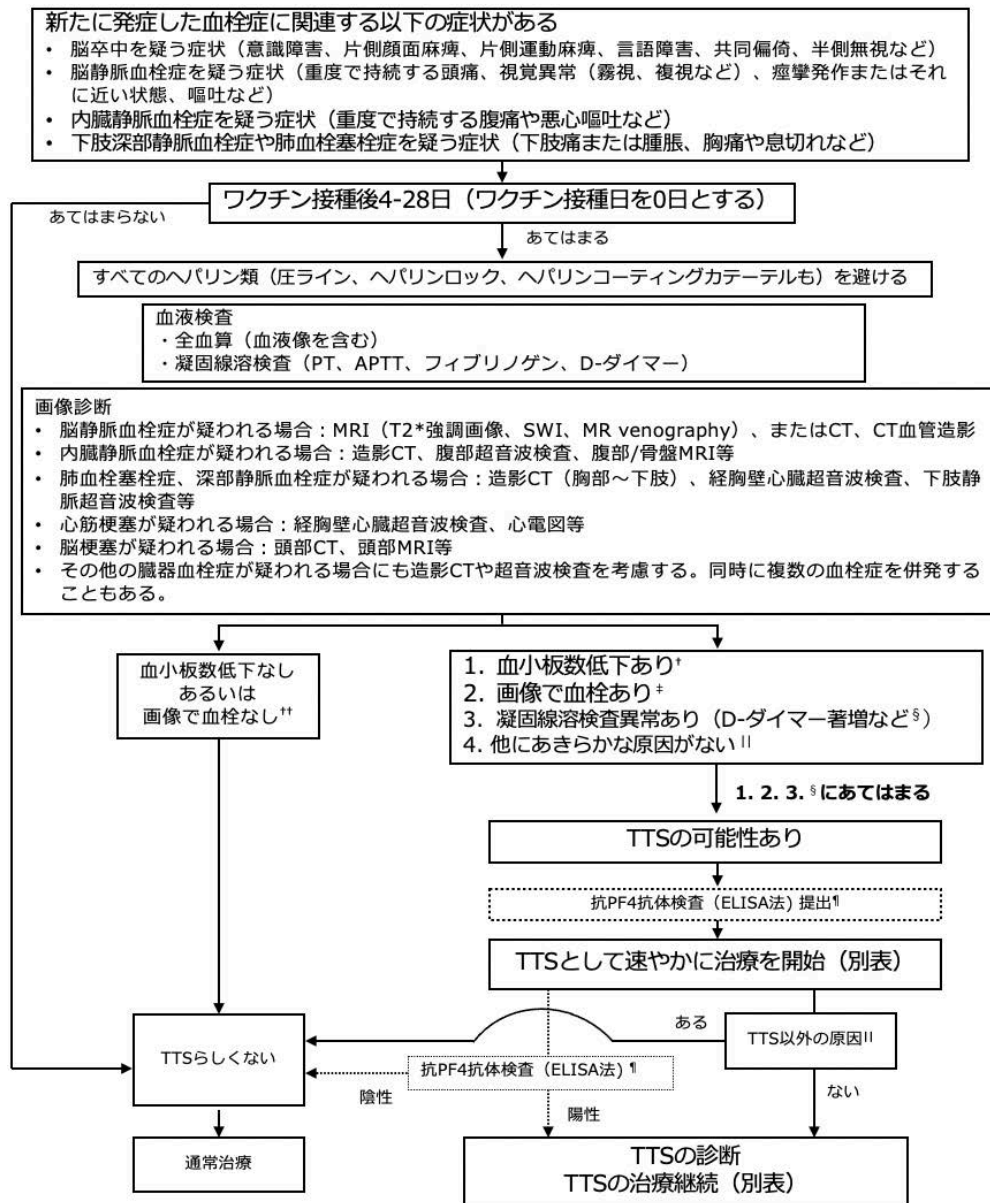 新たに発症した血栓症に関連する以下の症状がある
• 脳卒中を疑う症状（意識障害、片側顔面麻痺、片側運動麻痺、言語障害、共同偏倚、半側無視など）
• 脳静脈血栓症を疑う症状（重度で持続する頭痛、視覚異常（霧視、複視など）、痙攣発作またはそれ
に近い状態、嘔吐など）
• 内臓静脈血栓症を疑う症状（重度で持続する腹痛や悪心嘔吐など）
• 下肢深部静脈血栓症や肺血全塞栓症を疑う症状（下肢痛または腫脹、胸痛や息切れなど）
ワクチン接種後4-28日（ワクチン接種日を0日とする）
あてはまらない
あてはまる
すべてのヘパリン類（圧ライン、ヘパリンロック、ヘパリンコーティングカテーテルも）を避ける
血液検査
・全血算（血液像を含む）
・凝固線溶検査（PT、APTT、フィブリノゲン、D-ダイマー）
画像診断
• 脳静脈血栓症が疑われる場合：MRI（T2*強調画像、SWI、MR venography）、またはCT、CT血管造影
• 内臓静脈血栓症が疑われる場合：造影CT、腹部超音波検査、腹部/骨盤MRI等
• 肺血栓塞栓症、深部静脈血栓症が疑われる場合：造影CT（胸部～下肢）、経胸壁心臓超音波検査、下肢静
脈超音波検査等
• 心筋梗塞が疑われる場合：経胸壁心臓超音波検査、心電図等
• 脳梗塞が疑われる場合：頭部CT、頭部MRI等
• その他の臓器血栓症が疑われる場合にも造影CTや超音波検査を考慮する。同時に複数の血栓症を併発する
こともある。
血小板数低下なし
あるいは
画像で血栓なし††
1. 血小板数低下あり†
2. 画像で血栓あり‡
3. 凝固線溶検査異常あり（D-ダイマー著増など§）
4. 他にあきらかな原因がない||
1. 2. 3. §にあてはまる
TTSの可能性あり
抗PF4抗体検査（ELISA法) 提出¶
TTSとして速やかに治療を開始（別表）
ある
TTS以外の原因||
TTSらしくない
抗PF4抗体検査（ELISA法) ¶
陰性
陽性
ない
通常治療
TTSの診断
TTSの治療継続（別表）